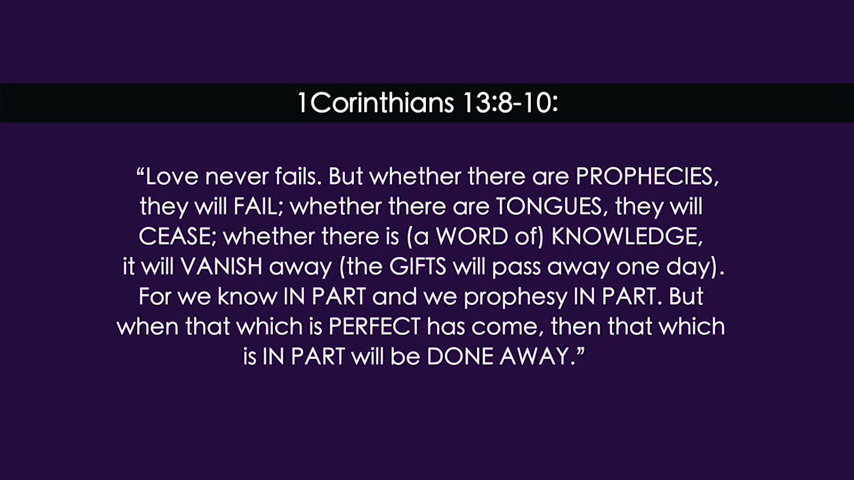 1Corinthians 13:8-10:
“Love never fails. But whether there are PROPHECIES,
they will FAIL; whether there are TONGUES, they will
CEASE; whether there is (a WORD of) KNOWLEDGE,
it will VANISH away (the GIFTS will pass away one day).
For we know IN PART and we prophesy IN PART. But
when that which is PERFECT has come, then that which
is IN PART will be DONE AWAY.”